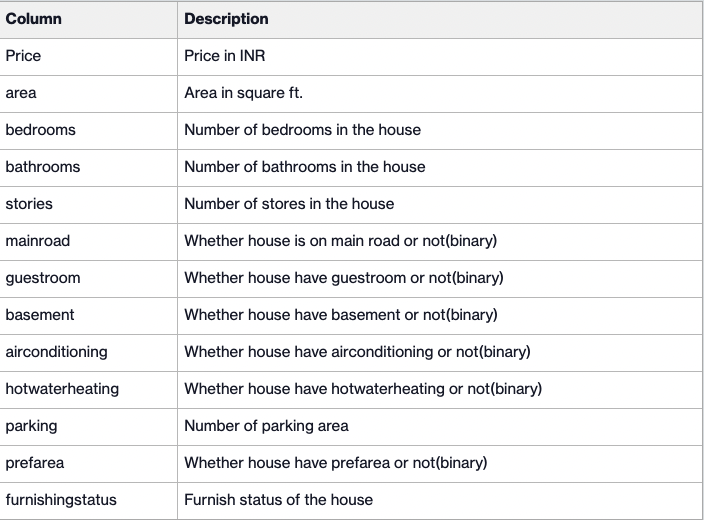 Column Description
Price Price in INR
area Area in square ft.
bedrooms Number of bedrooms in the house
bathrooms Number of bathrooms in the house
stories Number of stores in the house
mainroad Whether house is on main road or not(binary)
guestroom Whether house have guestroom or not(binary)
basement Whether house have basement or not(binary)
airconditioning Whether house have airconditioning or not(binary)
hotwaterheating Whether house have hotwaterheating or not(binary)
parking Number of parking area
prefarea Whether house have prefarea or not(binary)
furnishingstatus Furnish status of the house